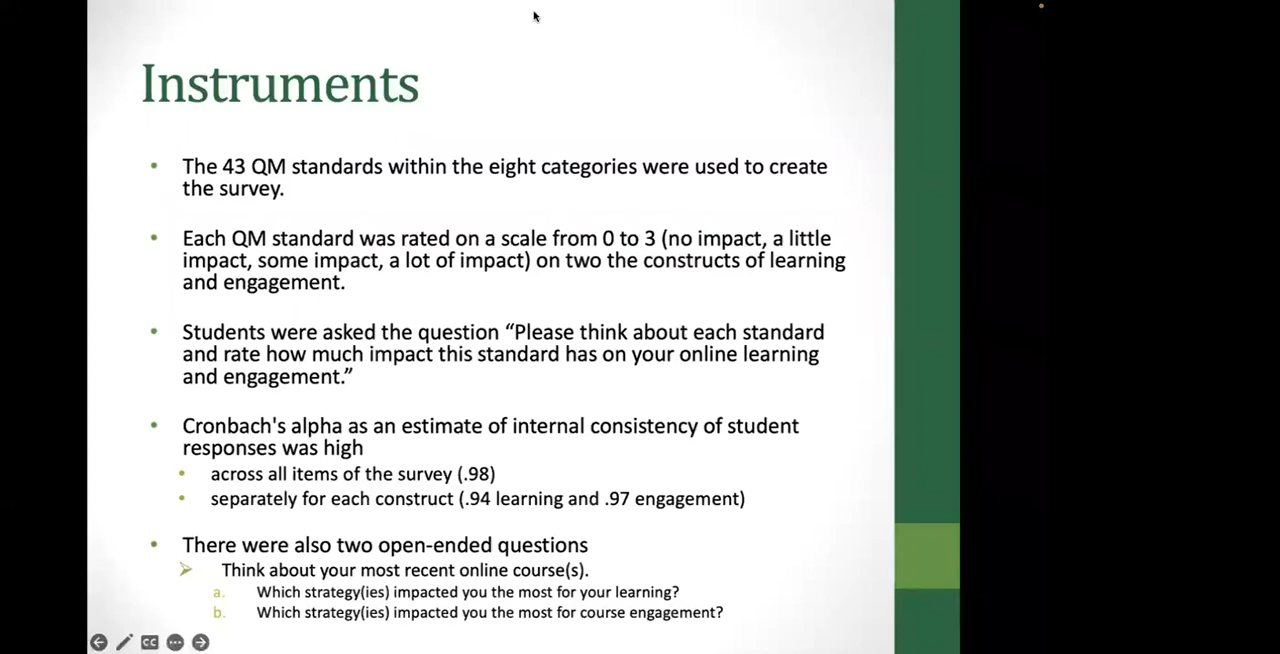 Instruments
• The 43 QM standards within the eight categories were used to create
the survey.
• Each QM standard was rated on a scale from 0 to 3 (no impact, a little
impact, some impact, a lot of impact) on two the constructs of learning
and engagement.
• Students were asked the question “Please think about each standard
and rate how much impact this standard has on your online learning
and engagement.”
• Cronbach's alpha as an estimate of internal consistency of student
responses was high
• across all items of the survey (.98)
• separately for each construct (.94 learning and .97 engagement)
• There were also two open-ended questions
➢ Think about your most recent online course(s).
a. Which strategy(ies) impacted you the most for your learning?
b. Which strategy(ies) impacted you the most for course engagement?
CC